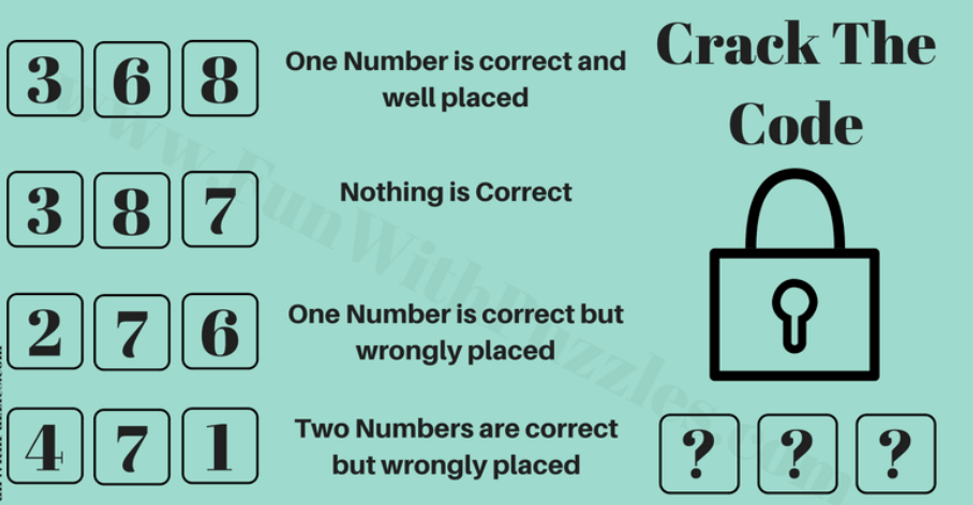 Crack The
Code
3 6 8
One Number is correct and
well placed
3 8 7
Nothing is Correct
2 7 6
One Number is correct but
wrongly placed
4 7 1
Two Numbers are correct
but wrongly placed
? ? ?
www.FunWithPuzzles.com